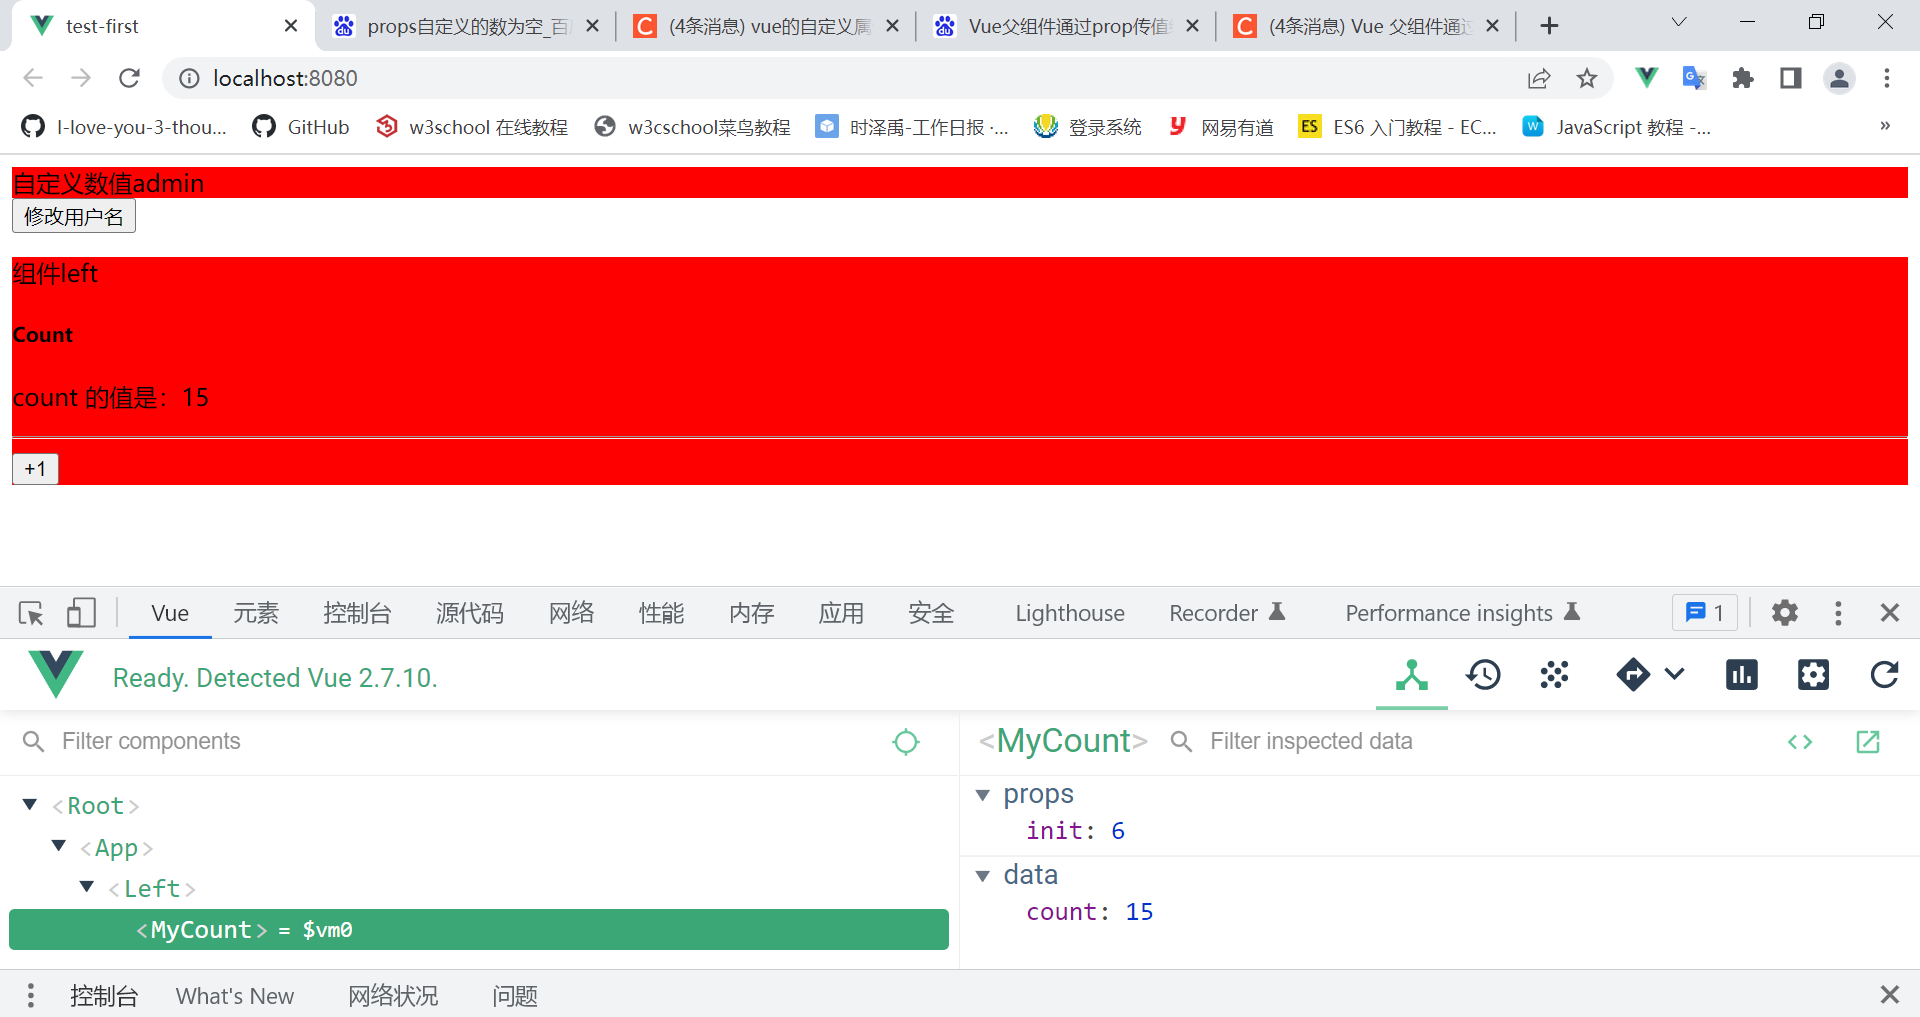 test-first
props自定义的数为空_百
(4条消息) vue的自定义属
Vue父组件通过prop传值
(4条消息) Vue 父组件通过
localhost:8080
I-love-you-3-thou...
GitHub
w3school 在线教程
w3cschool菜鸟教程
时泽禹-工作日报 ·...
登录系统
网易有道
ES ES6 入门教程 - EC...
W JavaScript 教程 -...
»
自定义数值admin
修改用户名
组件left
Count
count 的值是：15
+1
Vue 元素 控制台 源代码 网络 性能 内存 应用 安全 Lighthouse Recorder Performance insights 1
Ready. Detected Vue 2.7.10.
Filter components
<MyCount> Filter inspected data
<Root>
<App>
<Left>
<MyCount> = $vm0
props
init: 6
data
count: 15
控制台 What's New 网络状况 问题